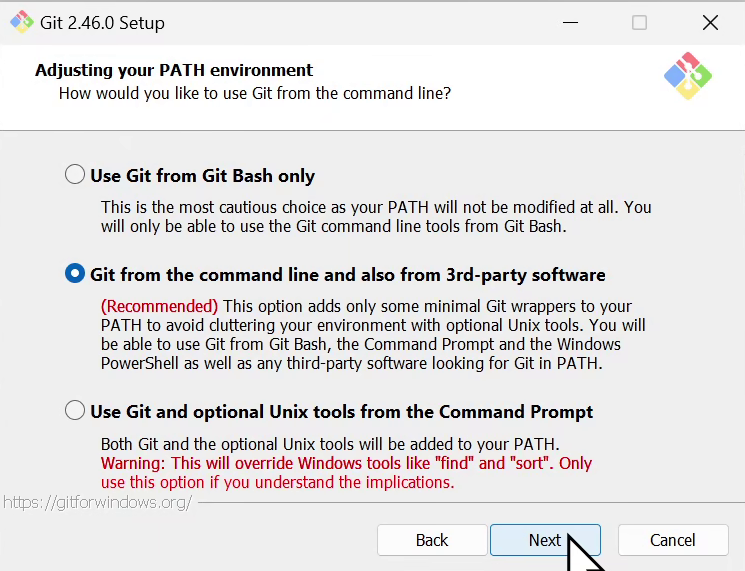 Git 2.46.0 Setup
Adjusting your PATH environment
How would you like to use Git from the command line?
Use Git from Git Bash only
This is the most cautious choice as your PATH will not be modified at all. You
will only be able to use the Git command line tools from Git Bash.
Git from the command line and also from 3rd-party software
(Recommended) This option adds only some minimal Git wrappers to your
PATH to avoid cluttering your environment with optional Unix tools. You will
be able to use Git from Git Bash, the Command Prompt and the Windows
PowerShell as well as any third-party software looking for Git in PATH.
Use Git and optional Unix tools from the Command Prompt
Both Git and the optional Unix tools will be added to your PATH.
Warning: This will override Windows tools like "find" and "sort". Only
use this option if you understand the implications.
https://gitforwindows.org/
Back Next Cancel